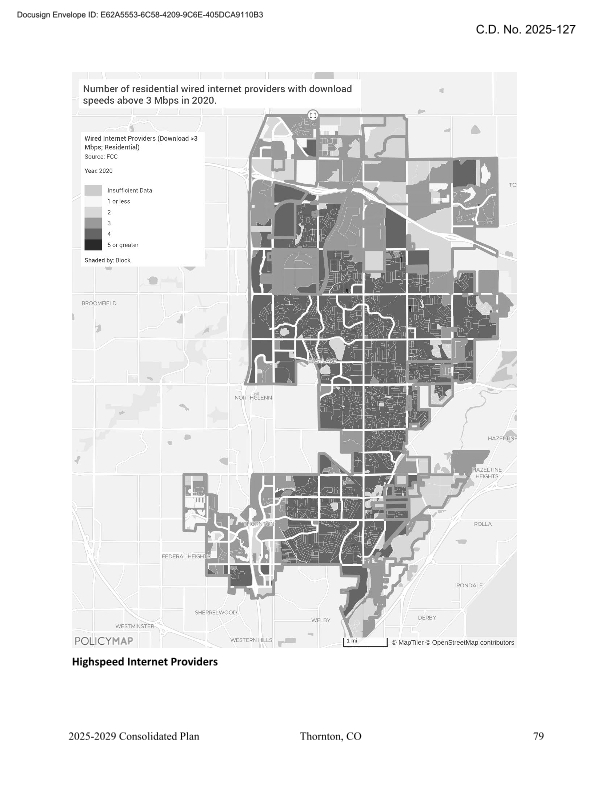 Docusign Envelope ID: E62A5553-6C58-4209-9C6E-405DCA9110B3
C.D. No. 2025-127
Number of residential wired internet providers with download
speeds above 3 Mbps in 2020.
Wired Internet Providers (Download >3
Mbps; Residential)
Source: FCC
Year: 2020
Insufficient Data
1 or less
2
3
4
5 or greater
Shaded by: Block
BROOMFIELD
NORTHGLENN
HAZELTINE
HEIGHTS
ROLLA
FEDERAL HEIGHTS
SHERRELWOOD
WELBY
DERBY
WESTMINSTER
WESTERN HILLS
POLICYMAP
© MapTiler © OpenStreetMap contributors
Highspeed Internet Providers
2025-2029 Consolidated Plan
Thornton, CO
79